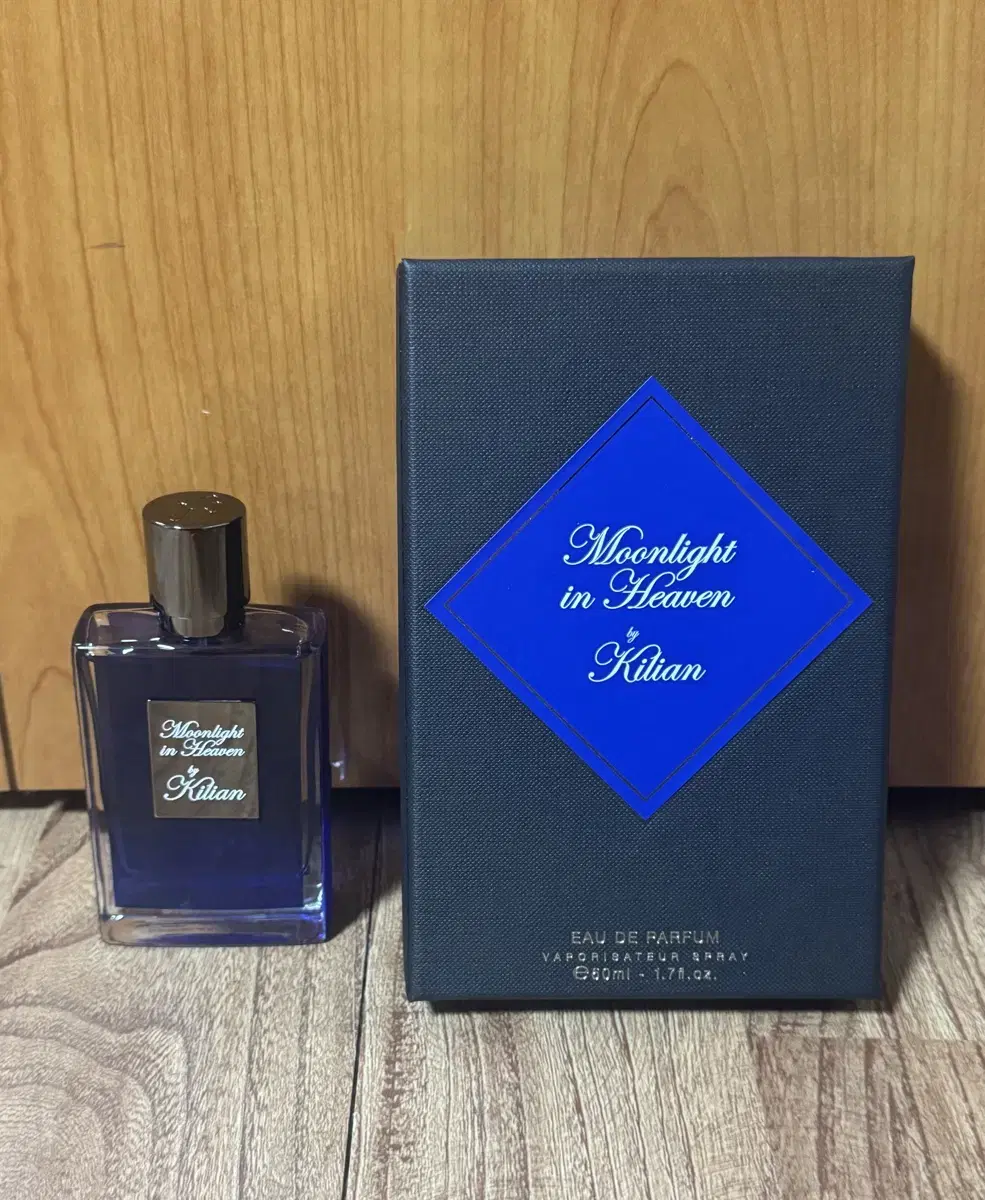 Moonlight
in Heaven
by
Kilian
Moonlight
in Heaven
by
Kilian
EAU DE PARFUM
VAPORISATEUR SPRAY
℮50ml - 1.7fl.oz.